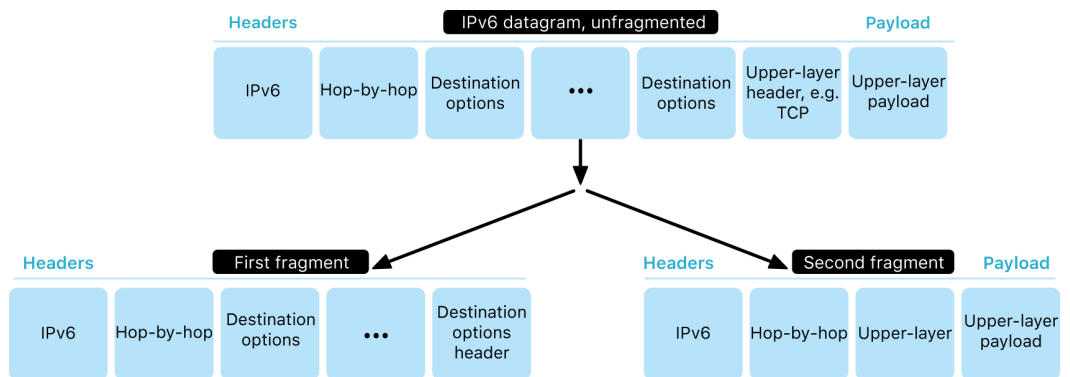 Headers
IPv6 datagram, unfragmented
Payload
IPv6
Hop-by-hop
Destination
options
...
Destination
options
Upper-layer
header, e.g.
TCP
Upper-layer
payload
Headers
First fragment
IPv6
Hop-by-hop
Destination
options
...
Destination
options
header
Headers
Second fragment
Payload
IPv6
Hop-by-hop
Upper-layer
Upper-layer
payload